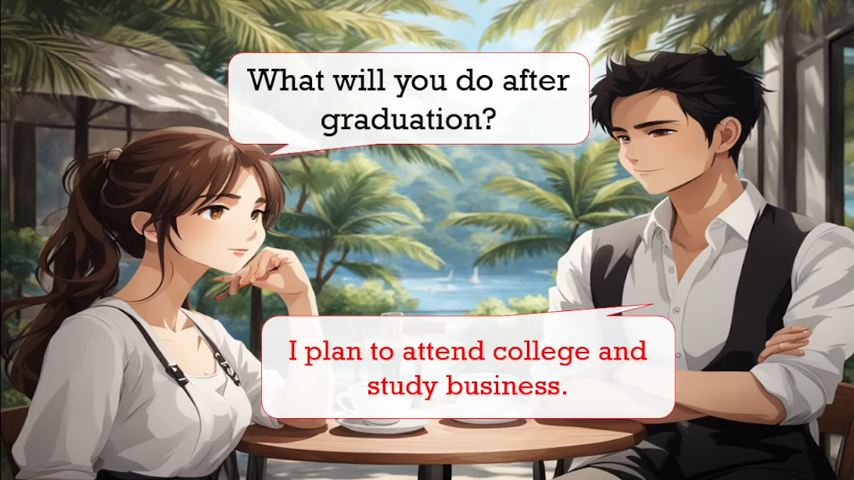 What will you do after
graduation?
I plan to attend college and
study business.